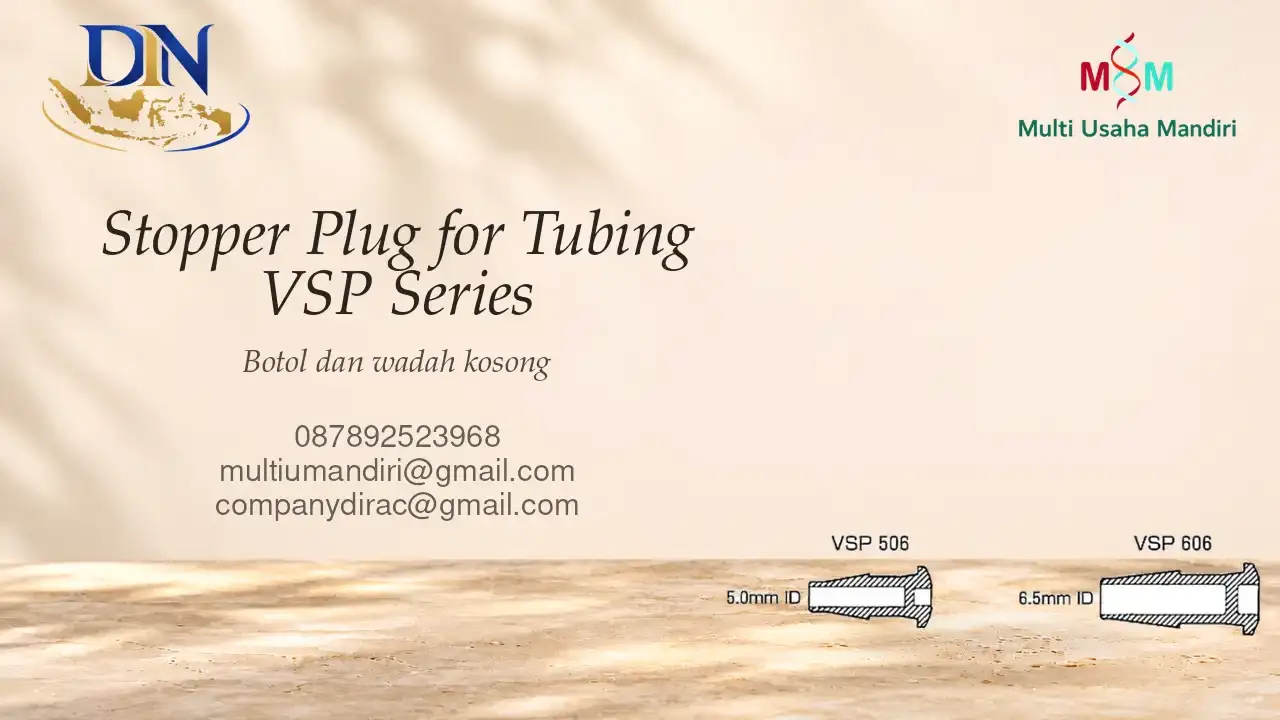 DN
MSM
Multi Usaha Mandiri
Stopper Plug for Tubing
VSP Series
Botol dan wadah kosong
087892523968
multiumandiri@gmail.com
companydirac@gmail.com
VSP 506
VSP 606
5.0mm ID
6.5mm ID